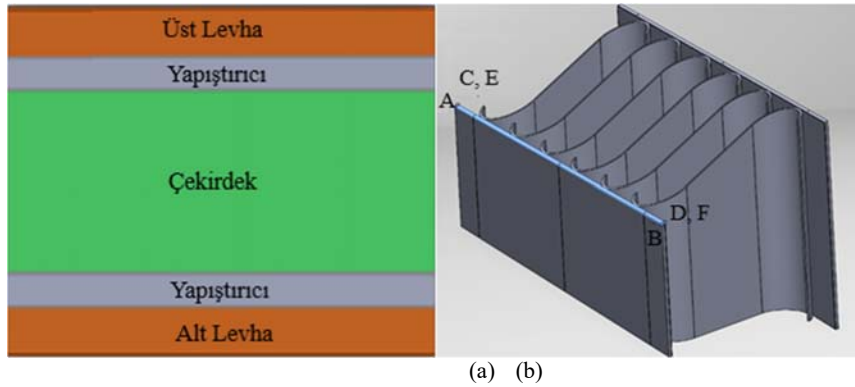 Üst Levha
Yapıştırıcı
Çekirdek
Yapıştırıcı
Alt Levha
C, E
A
D, F
B
(a) (b)